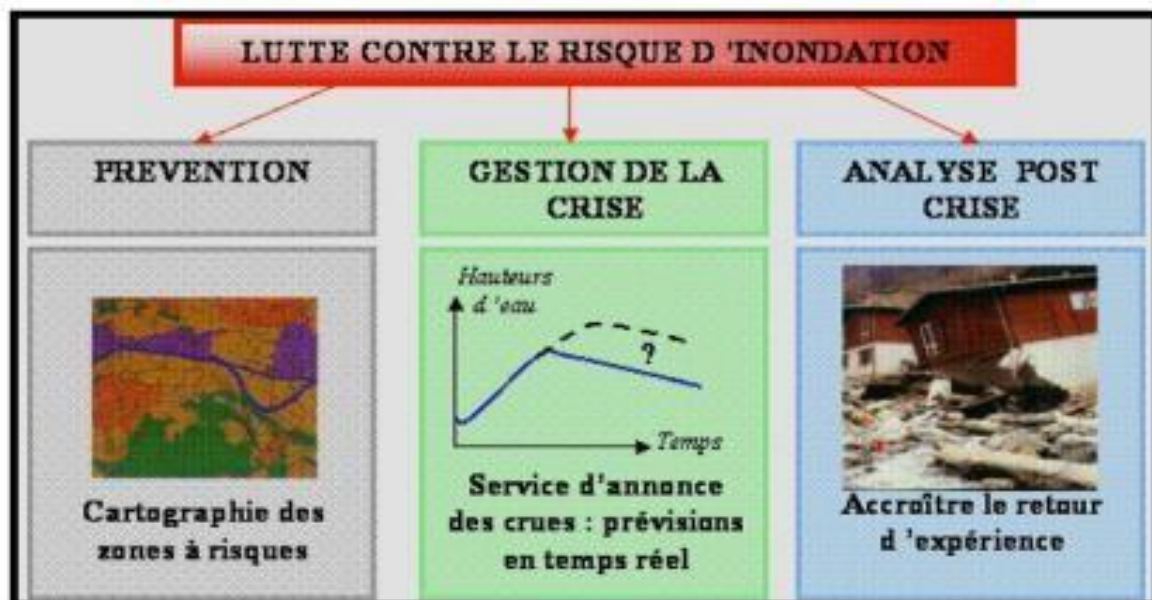 LUTTE CONTRE LE RISQUE D 'INONDATION
PREVENTION
Cartographie des
zones à risques
GESTION DE LA
CRISE
Hauteurs
d 'eau
?
Temps
Service d'annonce
des crues : prévisions
en temps réel
ANALYSE POST
CRISE
Accroître le retour
d 'expérience